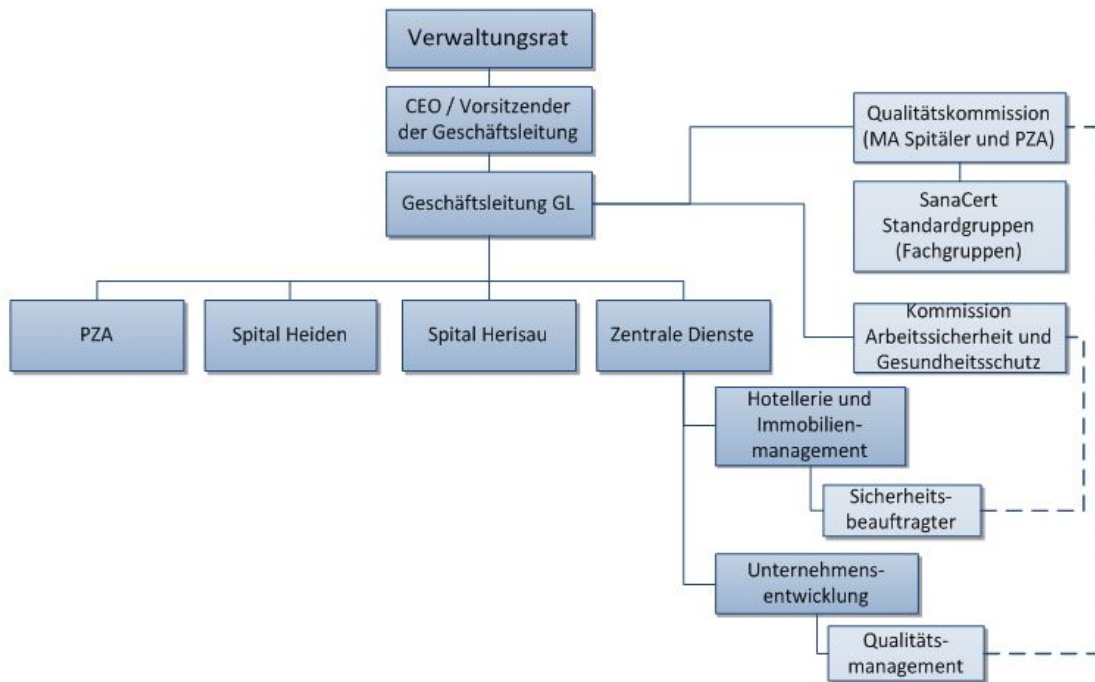 Verwaltungsrat
CEO / Vorsitzender
der Geschäftsleitung
Geschäftsleitung GL
Qualitätskommission
(MA Spitäler und PZA)
SanaCert
Standardgruppen
(Fachgruppen)
PZA
Spital Heiden
Spital Herisau
Zentrale Dienste
Kommission
Arbeitssicherheit und
Gesundheitsschutz
Hotellerie und
Immobilien-
management
Sicherheits-
beauftragter
Unternehmens-
entwicklung
Qualitäts-
management